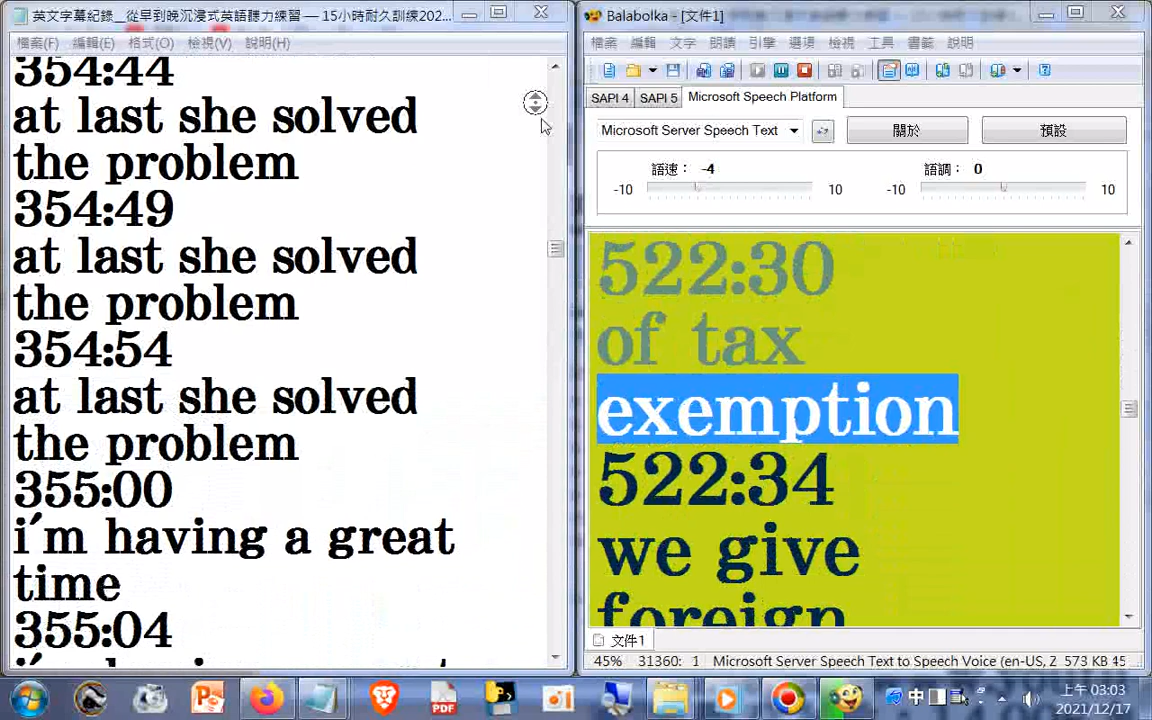 英文字幕紀錄__從早到晚沉浸式英語聽力練習 — 15小時耐久訓練202...
檔案(F) 編輯(E) 格式(O) 檢視(V) 說明(H)
354:44
at last she solved
the problem
354:49
at last she solved
the problem
354:54
at last she solved
the problem
355:00
i'm having a great
time
355:04
Balabolka - [文件1]
檔案 編輯 文字 朗讀 引擎 選項 檢視 工具 書籤 說明
SAPI 4 SAPI 5 Microsoft Speech Platform
Microsoft Server Speech Text 關於 預設
語速: -4 語調: 0
-10 10 -10 10
522:30
of tax
exemption
522:34
we give
foreign
文件1
45% 31360: 1 Microsoft Server Speech Text to Speech Voice (en-US, Z 573 KB 45
中
上午 03:03
2021/12/17